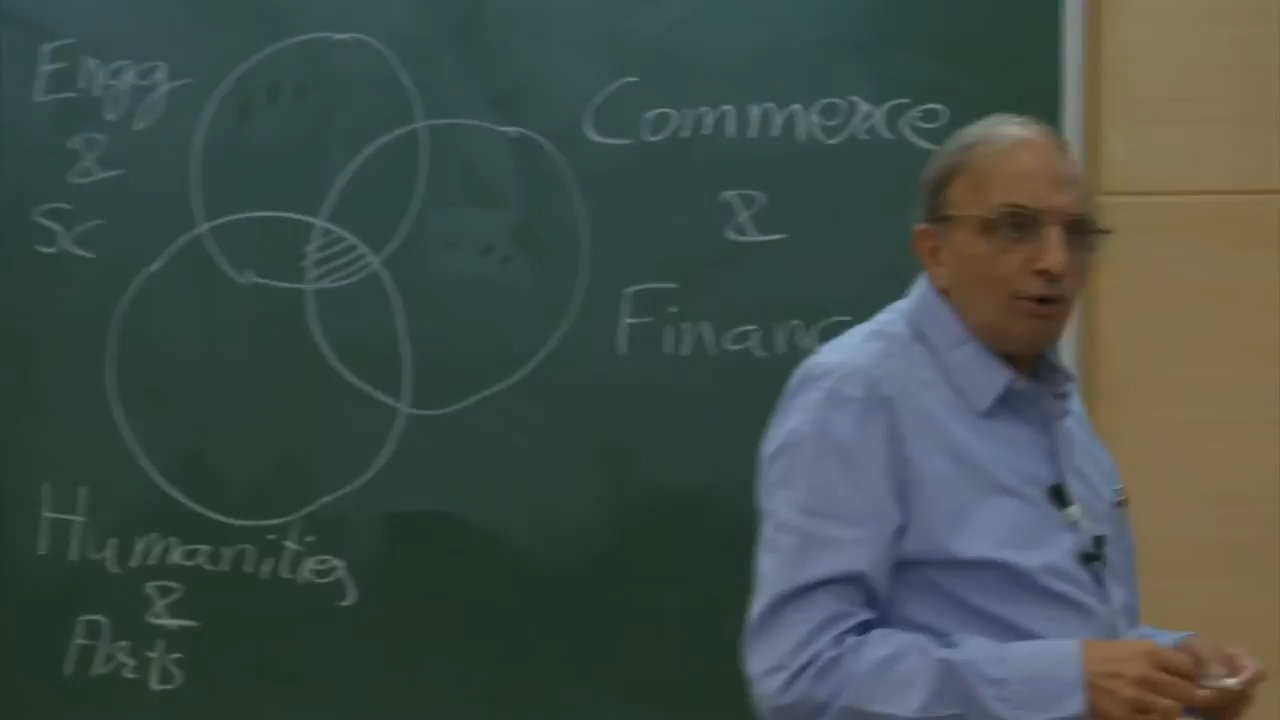 Engg
&
Sc
Commerce
&
Financ
Humanities
&
Arts